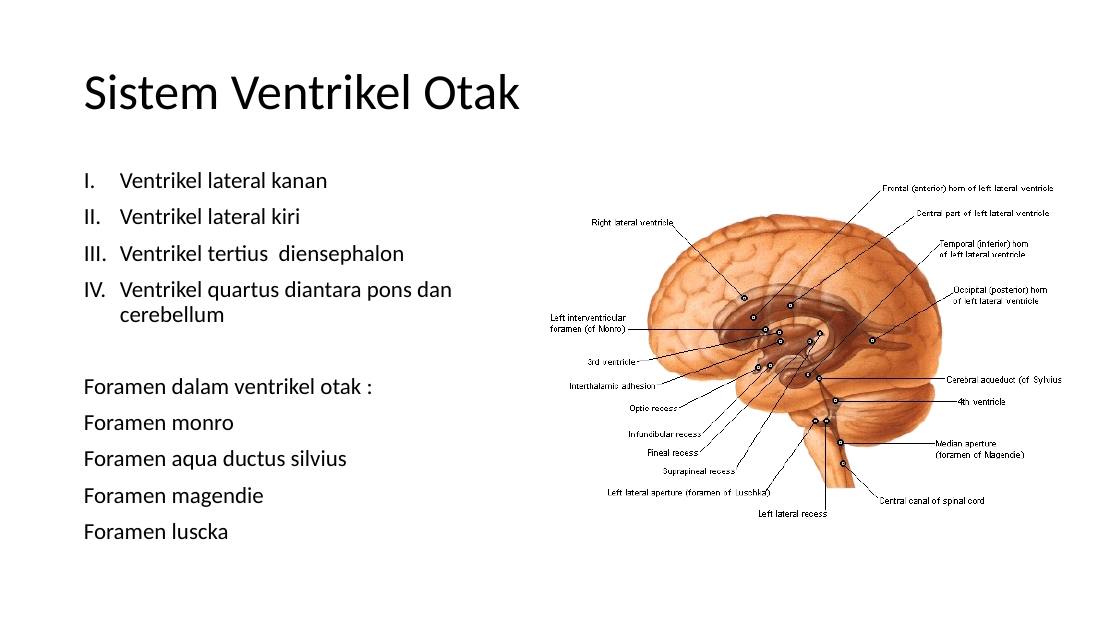 Sistem Ventrikel Otak
I. Ventrikel lateral kanan
II. Ventrikel lateral kiri
III. Ventrikel tertius diensephalon
IV. Ventrikel quartus diantara pons dan
cerebellum
Foramen dalam ventrikel otak :
Foramen monro
Foramen aqua ductus silvius
Foramen magendie
Foramen luscka
Frontal (anterior) horn of left lateral ventricle
Central part of left lateral ventricle
Right lateral ventricle
Temporal (inferior) horn
of left lateral ventricle
Occipital (posterior) horn
of left lateral ventricle
Left interventricular
foramen (of Monro)
3rd ventricle
Interthalamic adhesion
Cerebral aqueduct (of Sylvius
4th ventricle
Optic recess
Infundibular recess
Pineal recess
Median aperture
(foramen of Magendie)
Suprapineal recess
Left lateral aperture (foramen of Luschka)
Central canal of spinal cord
Left lateral recess